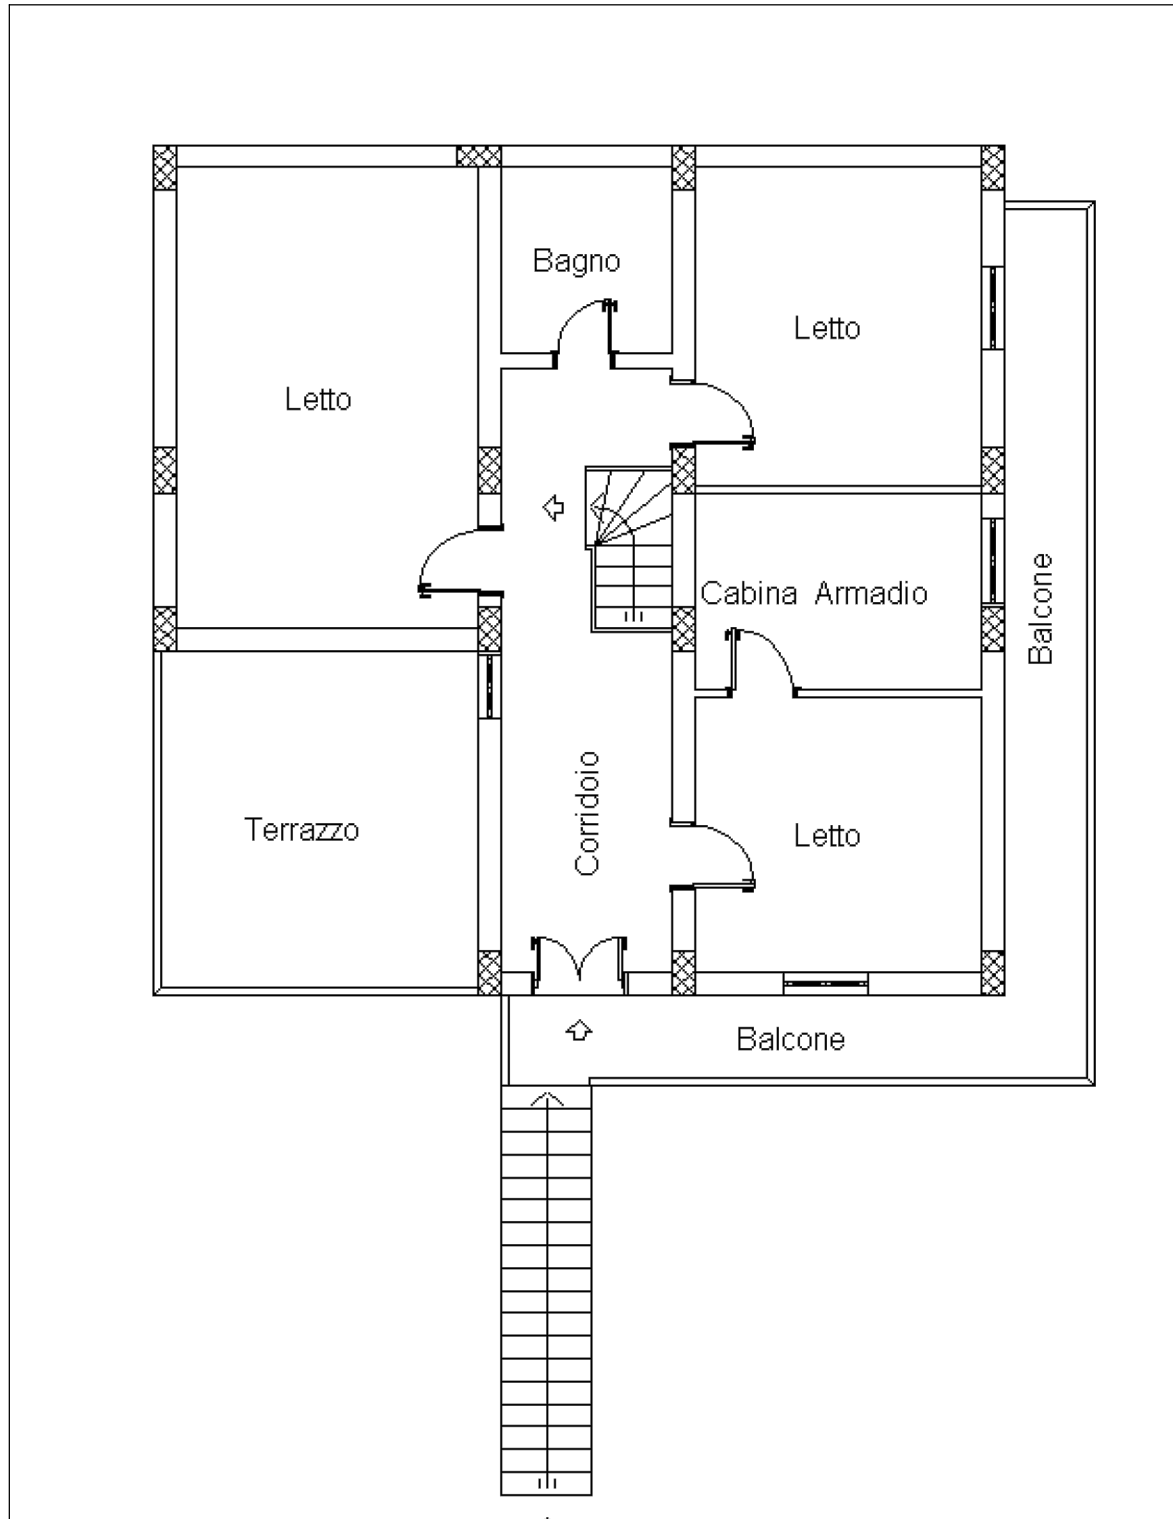 Bagno
Letto
Letto
Cabina Armadio
Balcone
Corridoio
Terrazzo
Letto
Balcone